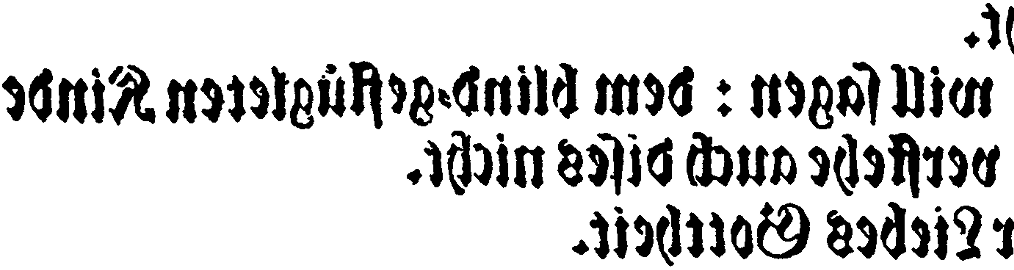 will ſagen : dem blind-geflügleten Kinde
verſtehe auch diſes nicht.
r Liebes Gottheit.